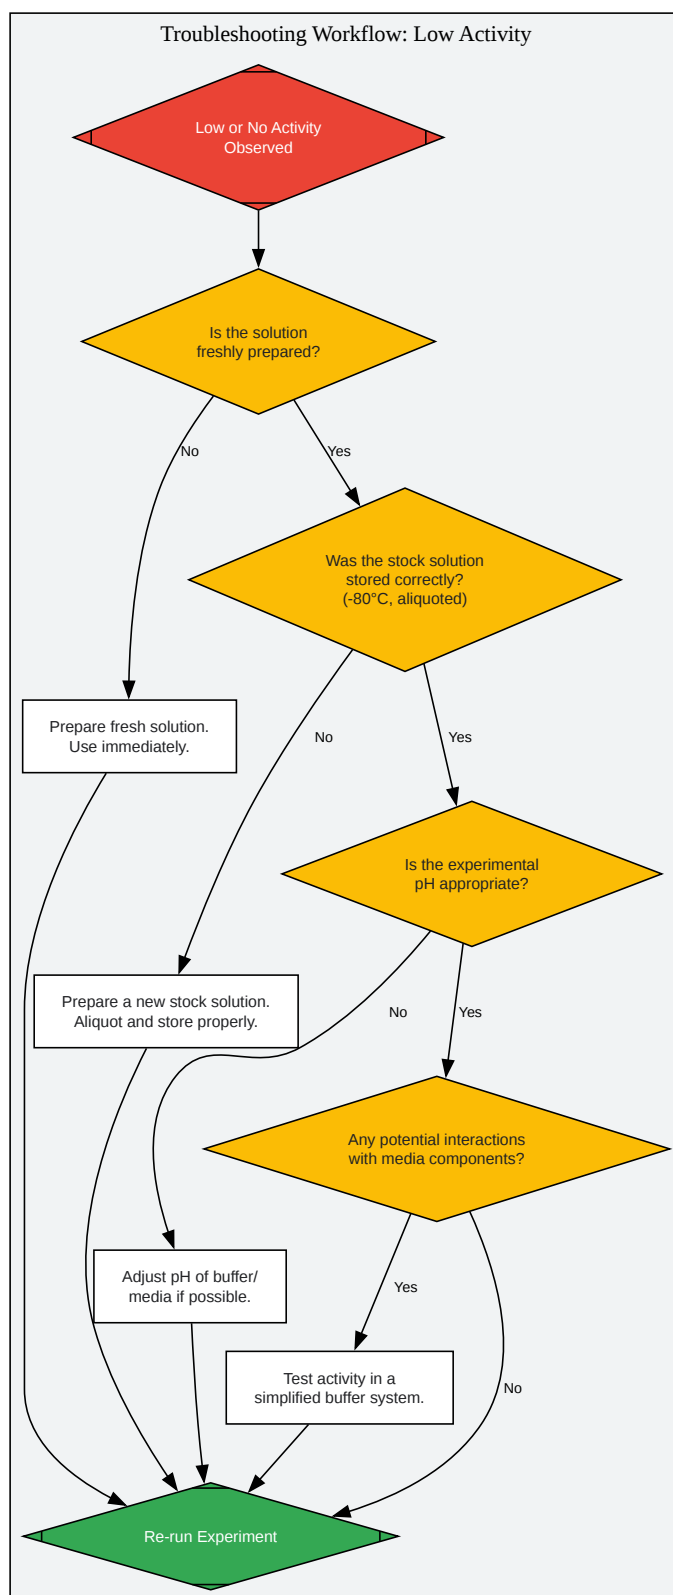 Troubleshooting Workflow: Low Activity
Low or No Activity
Observed
Is the solution
freshly prepared?
No
Yes
Was the stock solution
stored correctly?
(-80°C, aliquoted)
Prepare fresh solution.
Use immediately.
No
Yes
Is the experimental
pH appropriate?
Prepare a new stock solution.
Aliquot and store properly.
No
Yes
Any potential interactions
with media components?
Adjust pH of buffer/
media if possible.
Yes
Test activity in a
simplified buffer system.
No
Re-run Experiment